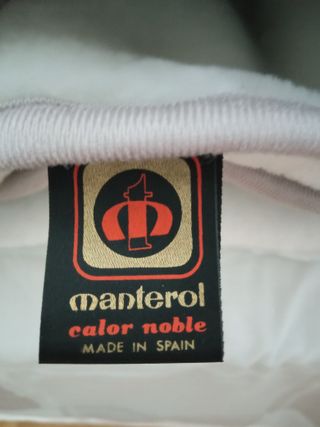 manterol
calor noble
MADE IN SPAIN